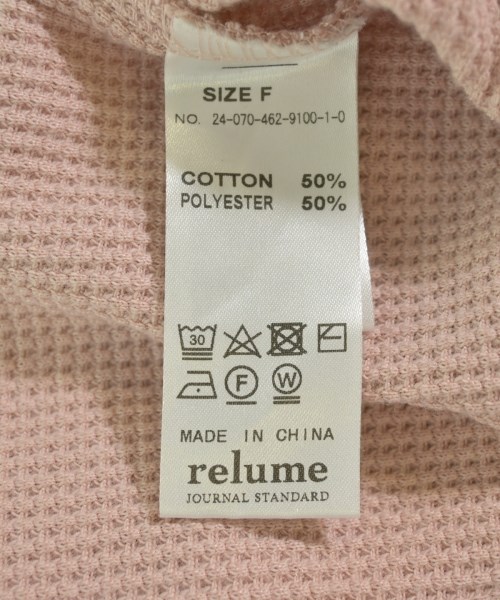 SIZE F
NO. 24-070-462-9100-1-0
COTTON 50%
POLYESTER 50%
30
F W
MADE IN CHINA
relume
JOURNAL STANDARD